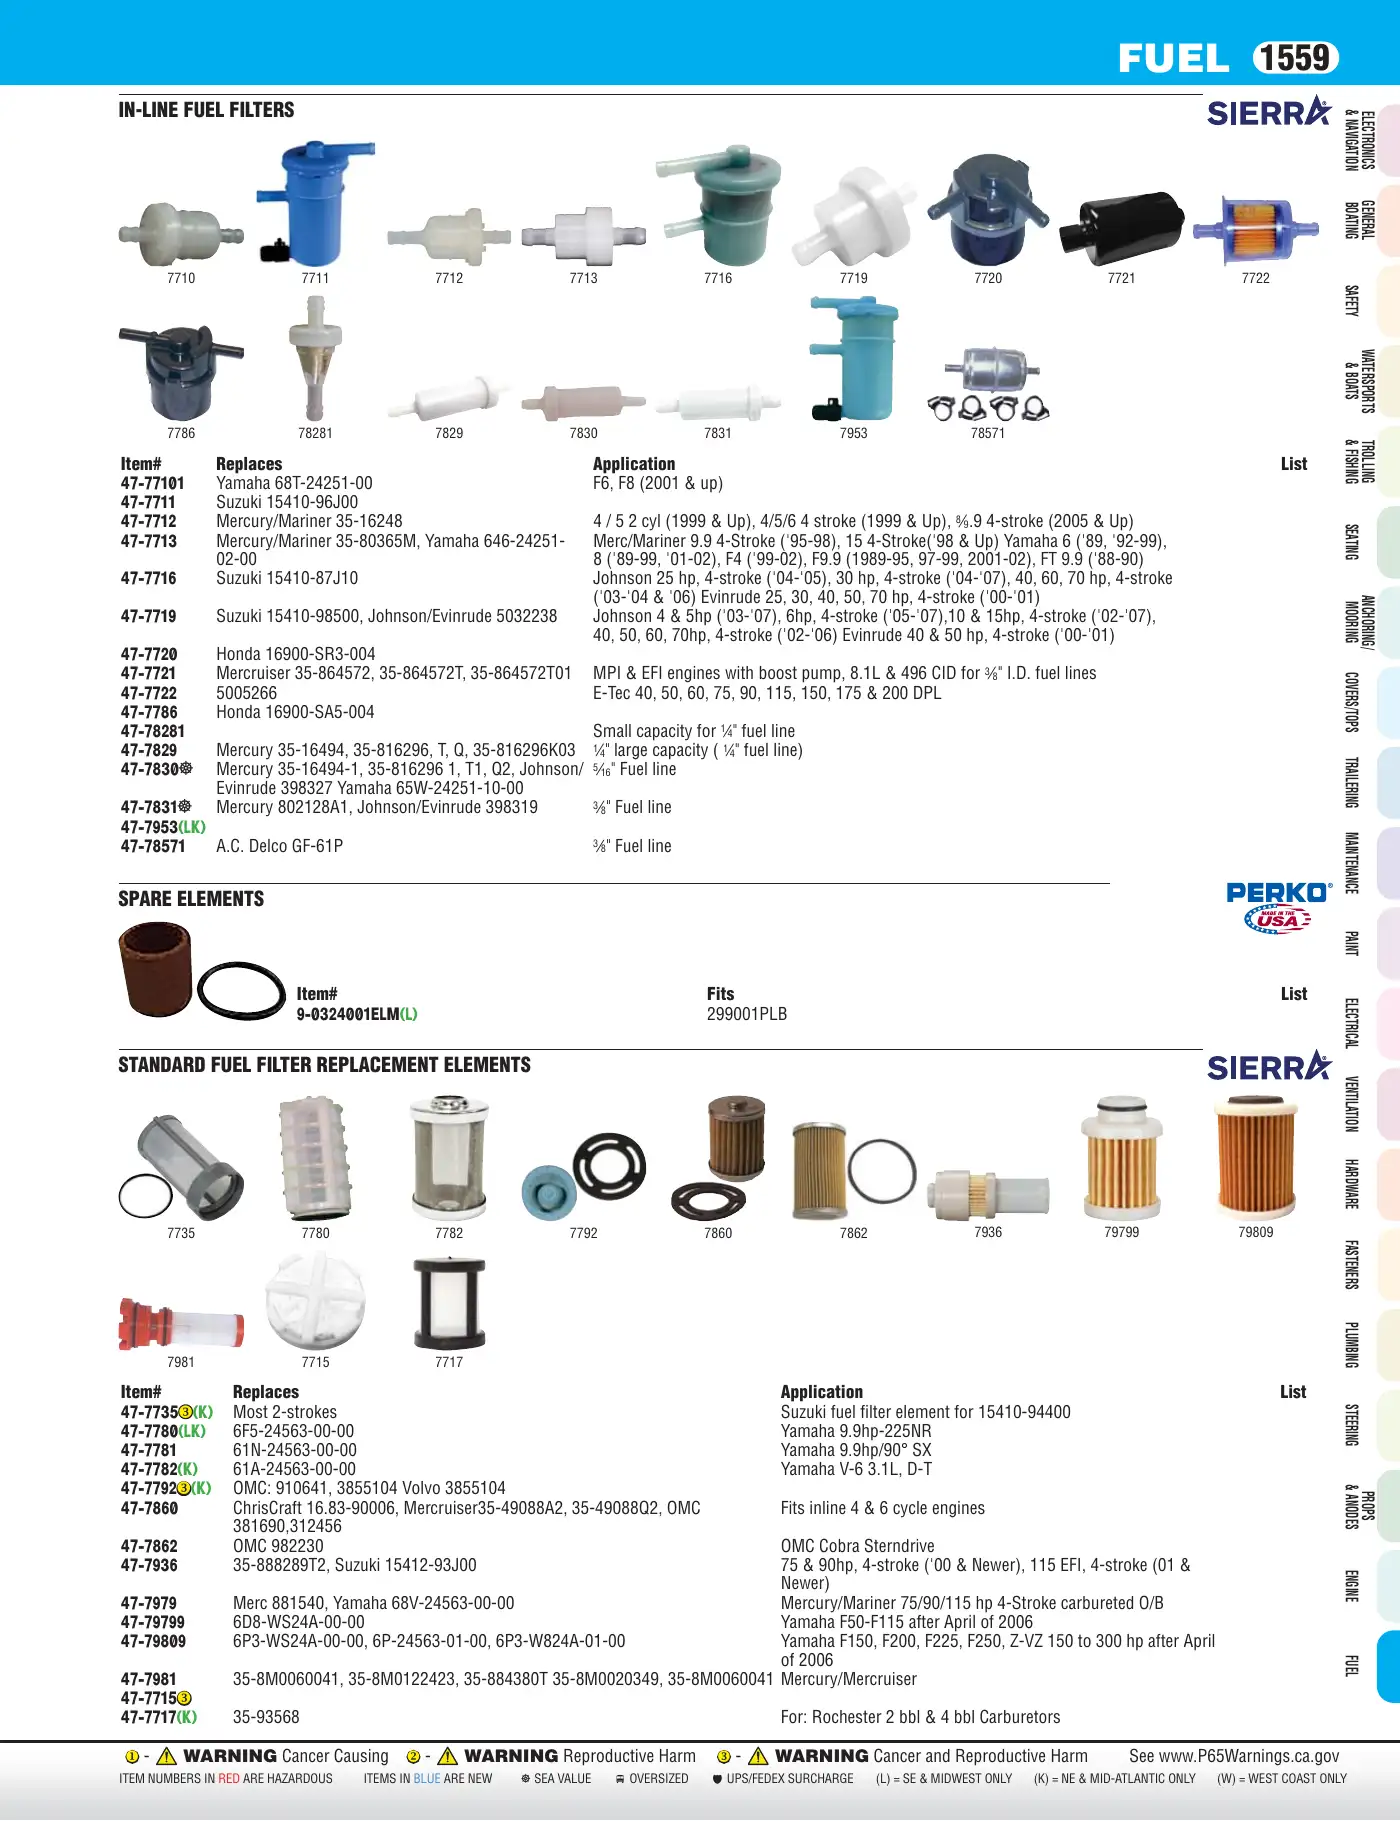 FUEL 1559
IN-LINE FUEL FILTERS
SIERRA
7710
7711
7712
7713
7716
7719
7720
7721
7722
7786
78281
7829
7830
7831
7953
78571
Item# Replaces Application List
47-77101 Yamaha 68T-24251-00 F6, F8 (2001 & up)
47-7711 Suzuki 15410-96J00
47-7712 Mercury/Mariner 35-16248 4 / 5 2 cyl (1999 & Up), 4/5/6 4 stroke (1999 & Up), 8⁄9.9 4-stroke (2005 & Up)
47-7713 Mercury/Mariner 35-80365M, Yamaha 646-24251- Merc/Mariner 9.9 4-Stroke ('95-98), 15 4-Stroke('98 & Up) Yamaha 6 ('89, '92-99),
02-00 8 ('89-99, '01-02), F4 ('99-02), F9.9 (1989-95, 97-99, 2001-02), FT 9.9 ('88-90)
47-7716 Suzuki 15410-87J10 Johnson 25 hp, 4-stroke ('04-'05), 30 hp, 4-stroke ('04-'07), 40, 60, 70 hp, 4-stroke
('03-'04 & '06) Evinrude 25, 30, 40, 50, 70 hp, 4-stroke ('00-'01)
47-7719 Suzuki 15410-98500, Johnson/Evinrude 5032238 Johnson 4 & 5hp ('03-'07), 6hp, 4-stroke ('05-'07),10 & 15hp, 4-stroke ('02-'07),
40, 50, 60, 70hp, 4-stroke ('02-'06) Evinrude 40 & 50 hp, 4-stroke ('00-'01)
47-7720 Honda 16900-SR3-004
47-7721 Mercruiser 35-864572, 35-864572T, 35-864572T01 MPI & EFI engines with boost pump, 8.1L & 496 CID for 3⁄8" I.D. fuel lines
47-7722 5005266 E-Tec 40, 50, 60, 75, 90, 115, 150, 175 & 200 DPL
47-7786 Honda 16900-SA5-004
47-78281 Small capacity for 1⁄4" fuel line
47-7829 Mercury 35-16494, 35-816296, T, Q, 35-816296K03 1⁄4" large capacity ( 1⁄4" fuel line)
47-7830☸ Mercury 35-16494-1, 35-816296 1, T1, Q2, Johnson/ 5⁄16" Fuel line
Evinrude 398327 Yamaha 65W-24251-10-00
47-7831☸ Mercury 802128A1, Johnson/Evinrude 398319 3⁄8" Fuel line
47-7953(LK)
47-78571 A.C. Delco GF-61P 3⁄8" Fuel line
SPARE ELEMENTS
PERKO®
MADE IN THE
USA
Item# Fits List
9-0324001ELM(L) 299001PLB
STANDARD FUEL FILTER REPLACEMENT ELEMENTS
SIERRA
7735
7780
7782
7792
7860
7862
7936
79799
79809
7981
7715
7717
Item# Replaces Application List
47-7735③(K) Most 2-strokes Suzuki fuel filter element for 15410-94400
47-7780(LK) 6F5-24563-00-00 Yamaha 9.9hp-225NR
47-7781 61N-24563-00-00 Yamaha 9.9hp/90° SX
47-7782(K) 61A-24563-00-00 Yamaha V-6 3.1L, D-T
47-7792③(K) OMC: 910641, 3855104 Volvo 3855104
47-7860 ChrisCraft 16.83-90006, Mercruiser35-49088A2, 35-49088Q2, OMC Fits inline 4 & 6 cycle engines
381690,312456
47-7862 OMC 982230 OMC Cobra Sterndrive
47-7936 35-888289T2, Suzuki 15412-93J00 75 & 90hp, 4-stroke ('00 & Newer), 115 EFI, 4-stroke (01 &
Newer)
47-7979 Merc 881540, Yamaha 68V-24563-00-00 Mercury/Mariner 75/90/115 hp 4-Stroke carbureted O/B
47-79799 6D8-WS24A-00-00 Yamaha F50-F115 after April of 2006
47-79809 6P3-WS24A-00-00, 6P-24563-01-00, 6P3-W824A-01-00 Yamaha F150, F200, F225, F250, Z-VZ 150 to 300 hp after April
of 2006
47-7981 35-8M0060041, 35-8M0122423, 35-884380T 35-8M0020349, 35-8M0060041 Mercury/Mercruiser
47-7715③
47-7717(K) 35-93568 For: Rochester 2 bbl & 4 bbl Carburetors
① - ⚠ WARNING Cancer Causing ② - ⚠ WARNING Reproductive Harm ③ - ⚠ WARNING Cancer and Reproductive Harm See www.P65Warnings.ca.gov
ITEM NUMBERS IN RED ARE HAZARDOUS ITEMS IN BLUE ARE NEW ☸ SEA VALUE OVERSIZED UPS/FEDEX SURCHARGE (L) = SE & MIDWEST ONLY (K) = NE & MID-ATLANTIC ONLY (W) = WEST COAST ONLY
ELECTRONICS
& NAVIGATION
GENERAL
BOATING
SAFETY
WATERSPORTS
& BOATS
TROLLING
& FISHING
SEATING
ANCHORING/
MOORING
COVERS/TOPS
TRAILERING
MAINTENANCE
PAINT
ELECTRICAL
VENTILATION
HARDWARE
FASTENERS
PLUMBING
STEERING
PROPS
& ANODES
ENGINE
FUEL